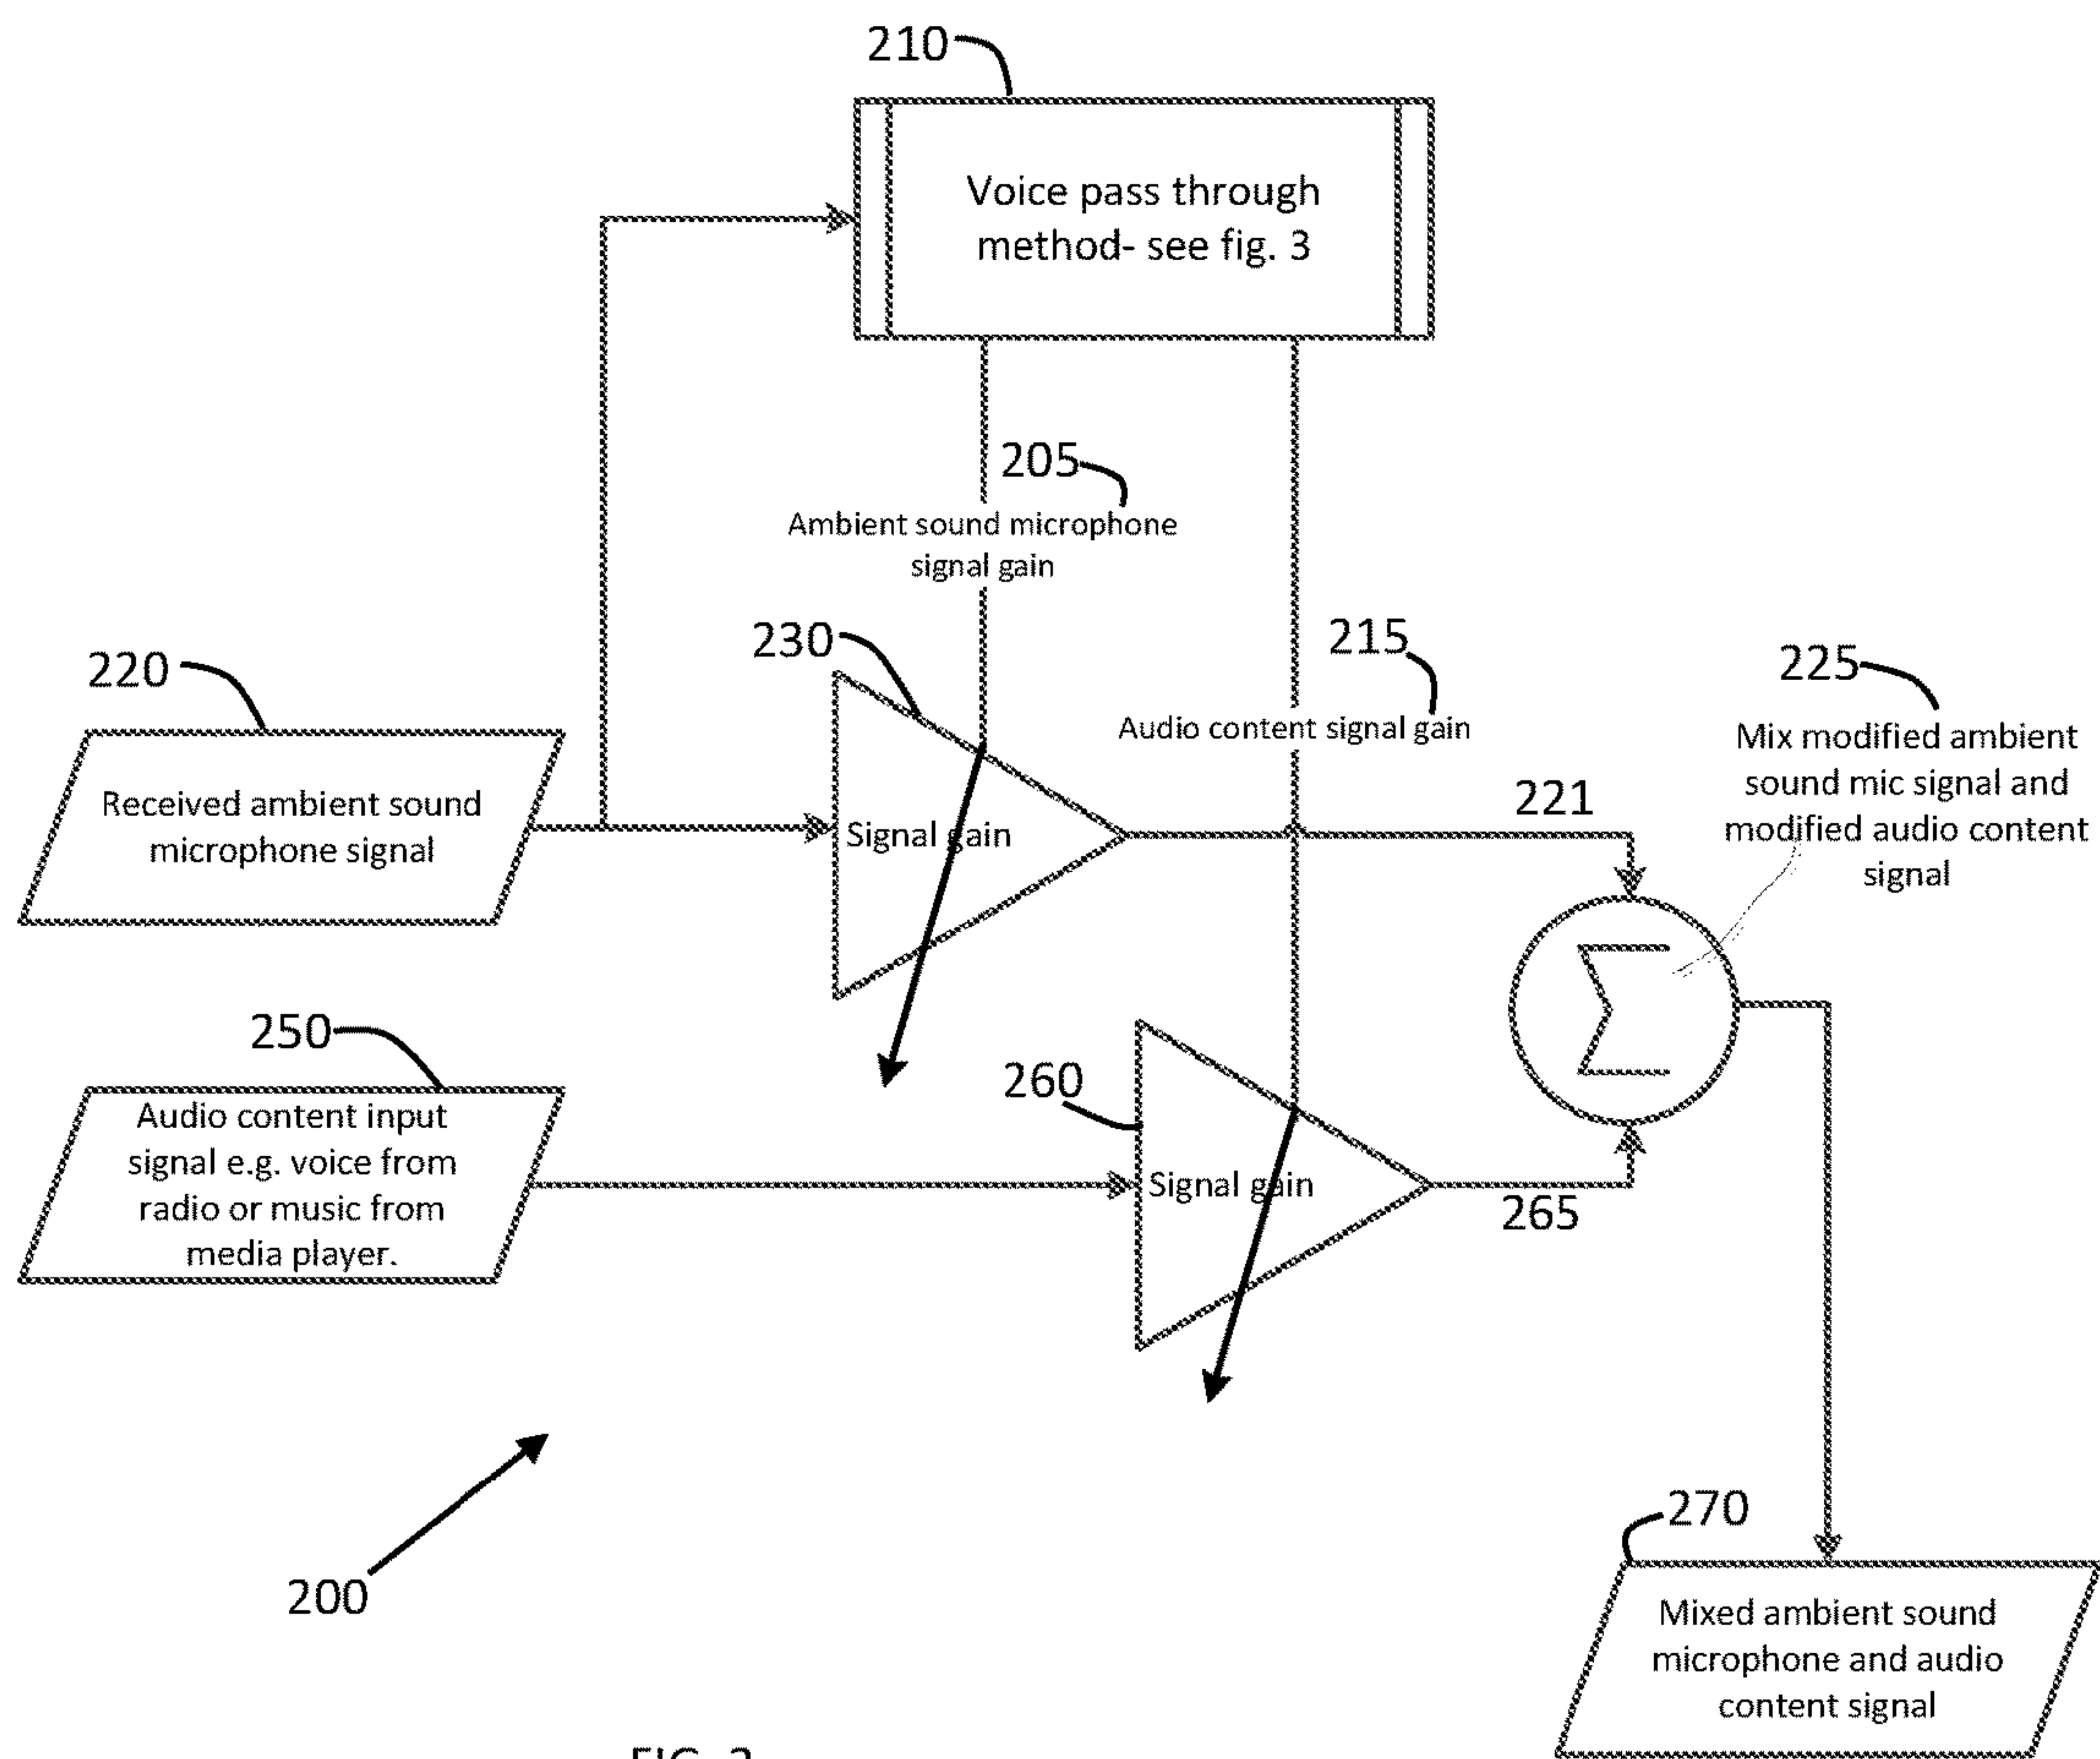 210
Voice pass through
method- see fig. 3
205
Ambient sound microphone
signal gain
230
215
220
225
Audio content signal gain
Mix modified ambient
sound mic signal and
modified audio content
signal
221
Received ambient sound
microphone signal
Signal gain
250
260
Audio content input
signal e.g. voice from
radio or music from
media player.
Signal gain
265
200
270
Mixed ambient sound
microphone and audio
content signal